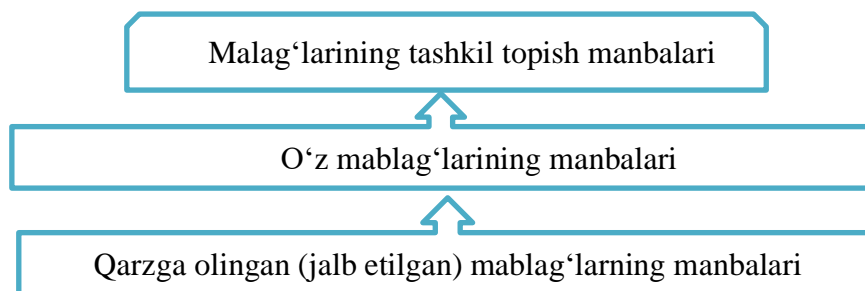 Malag‘larining tashkil topish manbalari
O‘z mablag‘larining manbalari
Qarzga olingan (jalb etilgan) mablag‘larning manbalari